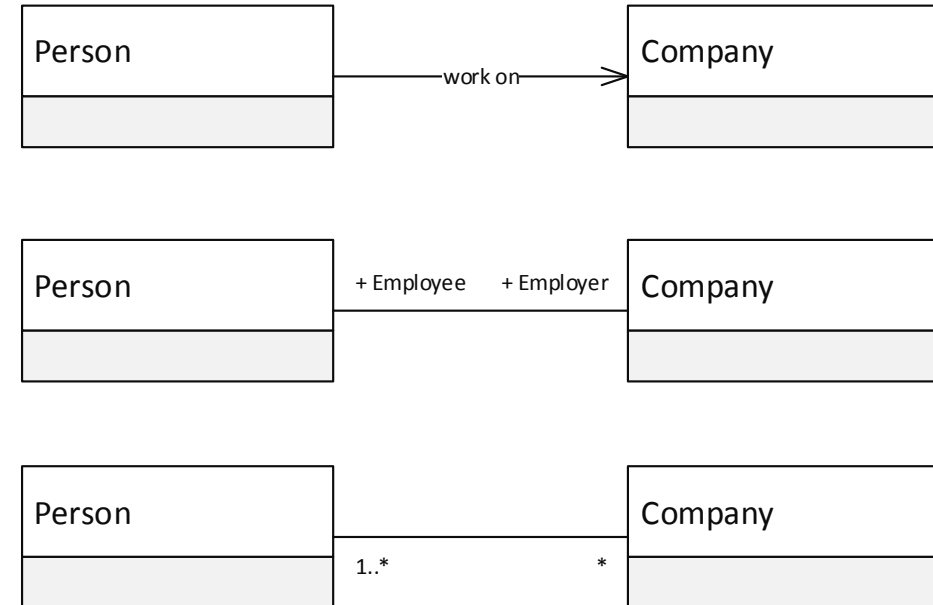 Person
work on
Company
Person
+ Employee
+ Employer
Company
Person
1..*
*
Company